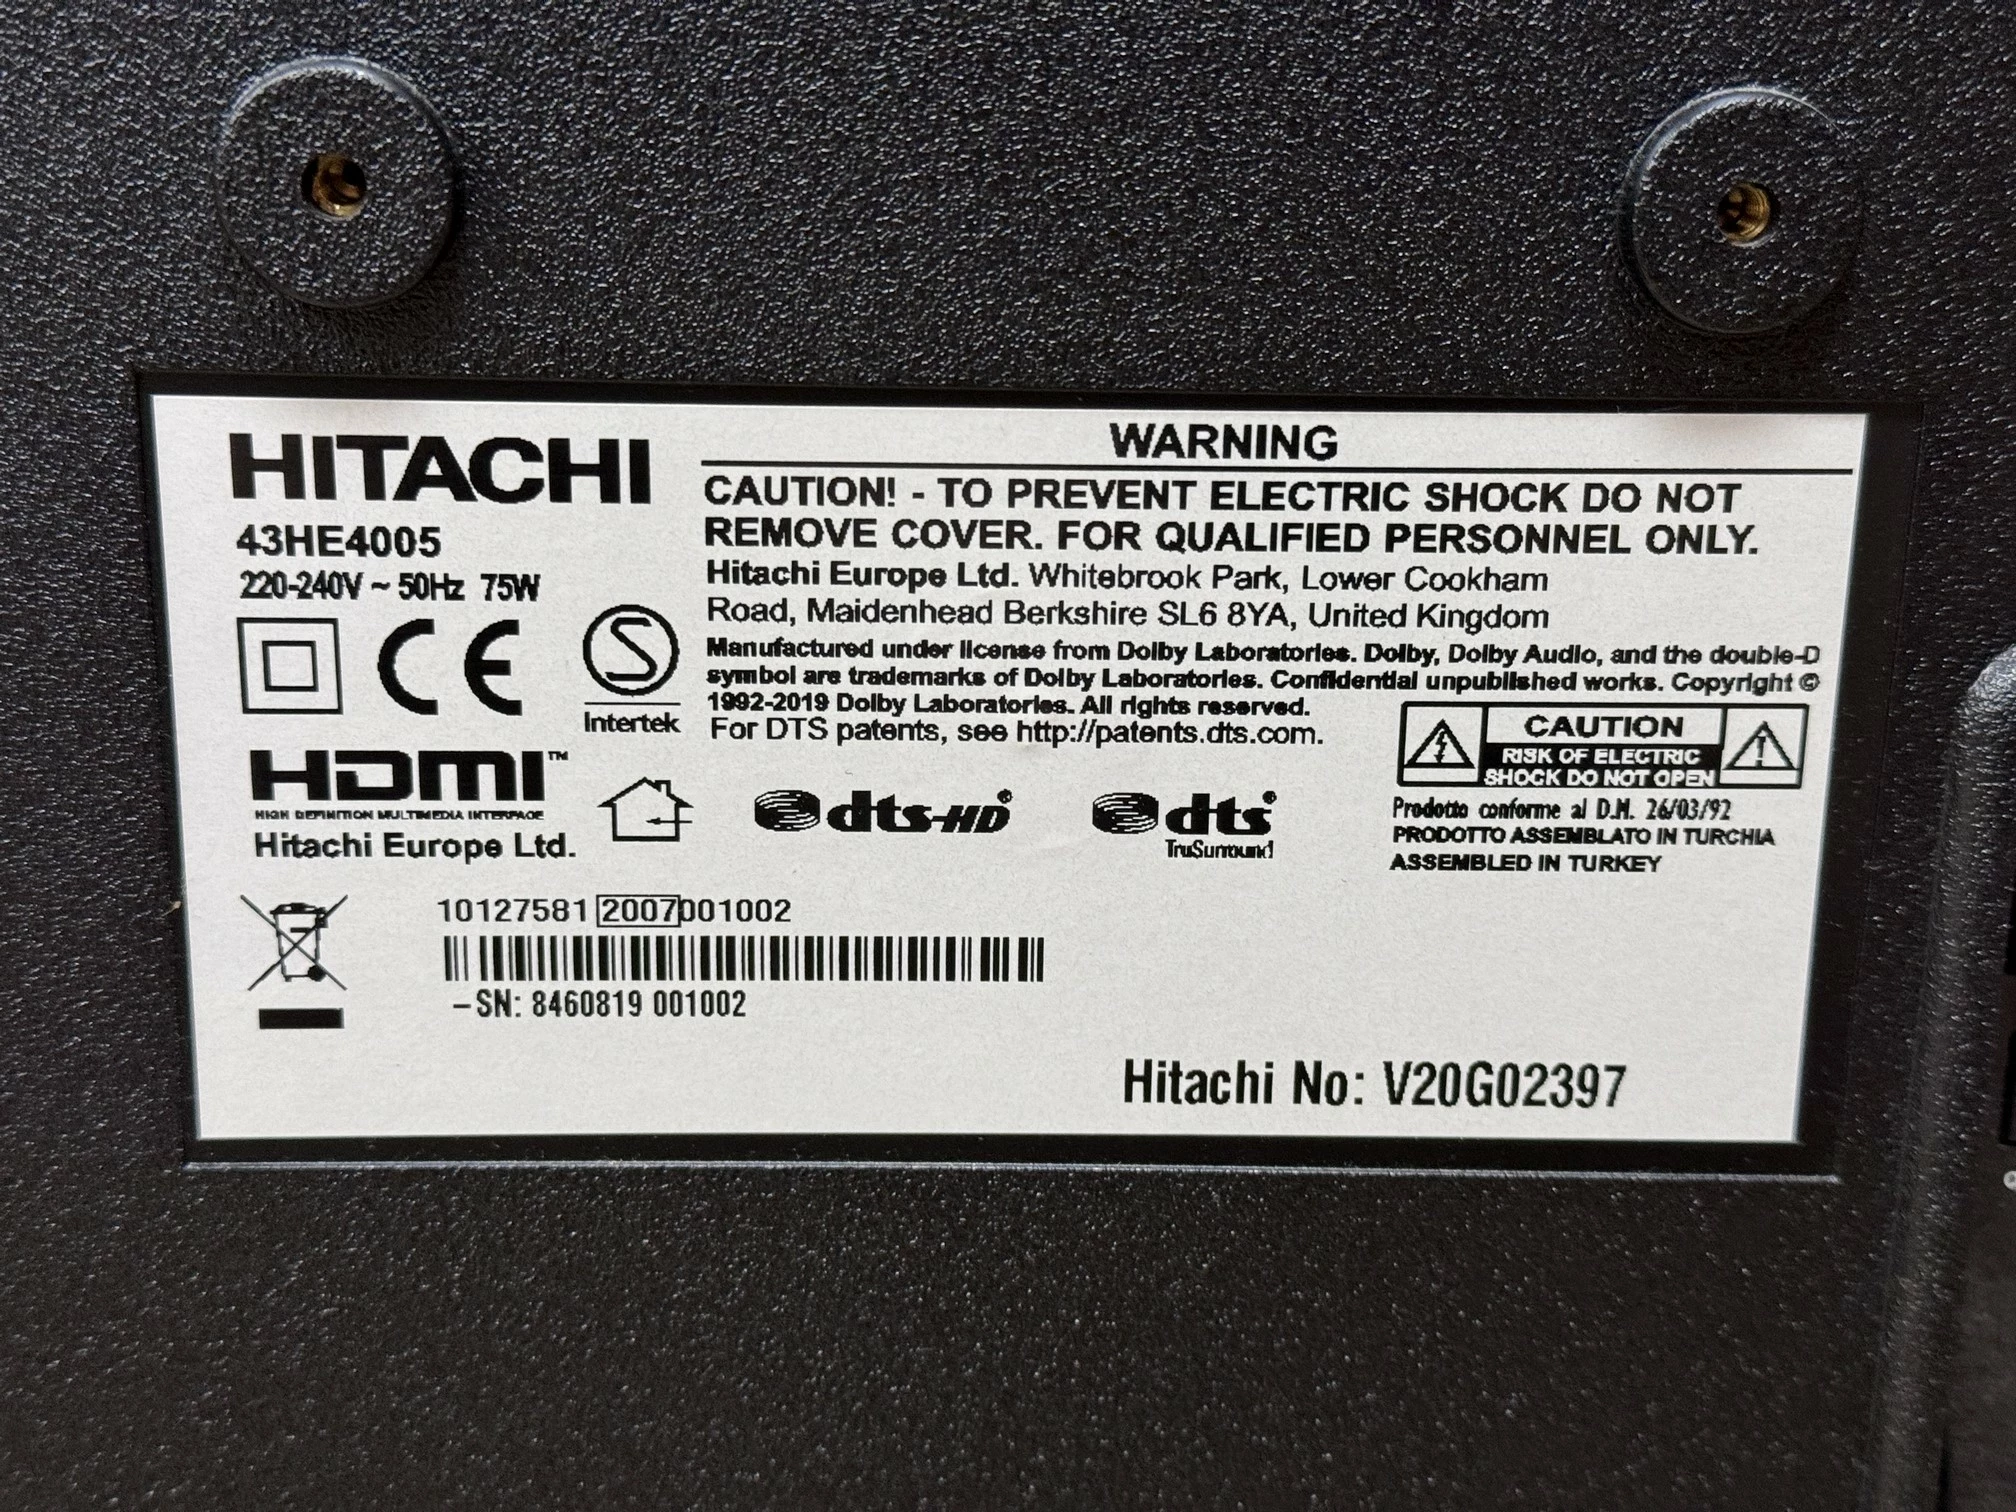 HITACHI
43HE4005
220-240V ~ 50Hz 75W
CE
S
Intertek
HDMI™
HIGH DEFINITION MULTIMEDIA INTERFACE
Hitachi Europe Ltd.
WARNING
CAUTION! - TO PREVENT ELECTRIC SHOCK DO NOT
REMOVE COVER. FOR QUALIFIED PERSONNEL ONLY.
Hitachi Europe Ltd. Whitebrook Park, Lower Cookham
Road, Maidenhead Berkshire SL6 8YA, United Kingdom
Manufactured under license from Dolby Laboratories. Dolby, Dolby Audio, and the double-D
symbol are trademarks of Dolby Laboratories. Confidential unpublished works. Copyright ©
1992-2019 Dolby Laboratories. All rights reserved.
For DTS patents, see http://patents.dts.com.
CAUTION
RISK OF ELECTRIC
SHOCK DO NOT OPEN
dts-HD®
dts®
TruSurround
Prodotto conforme al D.M. 26/03/92
PRODOTTO ASSEMBLATO IN TURCHIA
ASSEMBLED IN TURKEY
10127581 2007001002
–SN: 8460819 001002
Hitachi No: V20G02397